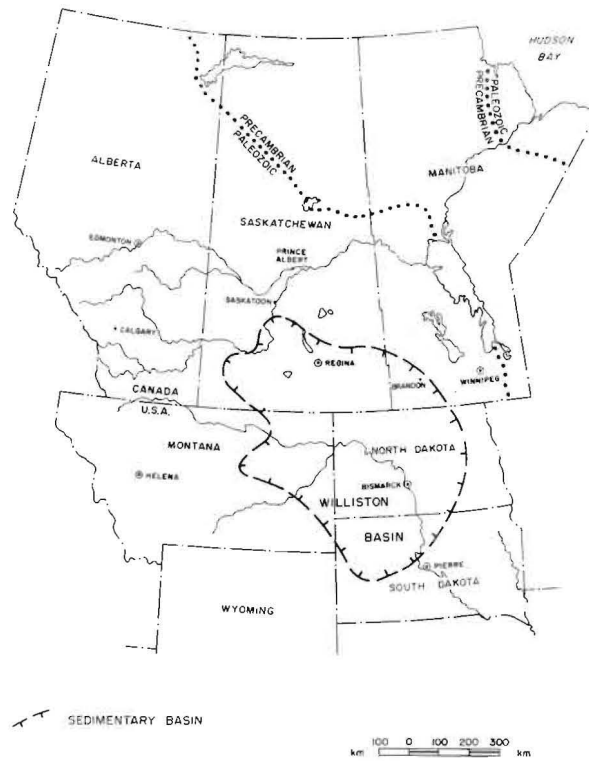 HUDSON
BAY
PALEOZOIC
PRECAMBRIAN
PRECAMBRIAN
PALEOZOIC
ALBERTA
MANITOBA
SASKATCHEWAN
EDMONTON
PRINCE
ALBERT
SASKATOON
CALGARY
REGINA
WINNIPEG
BRANDON
CANADA
U.S.A.
MONTANA
NORTH DAKOTA
HELENA
BISMARCK
WILLISTON
BASIN
PIERRE
SOUTH DAKOTA
WYOMING
SEDIMENTARY BASIN
100 0 100 200 300
km km